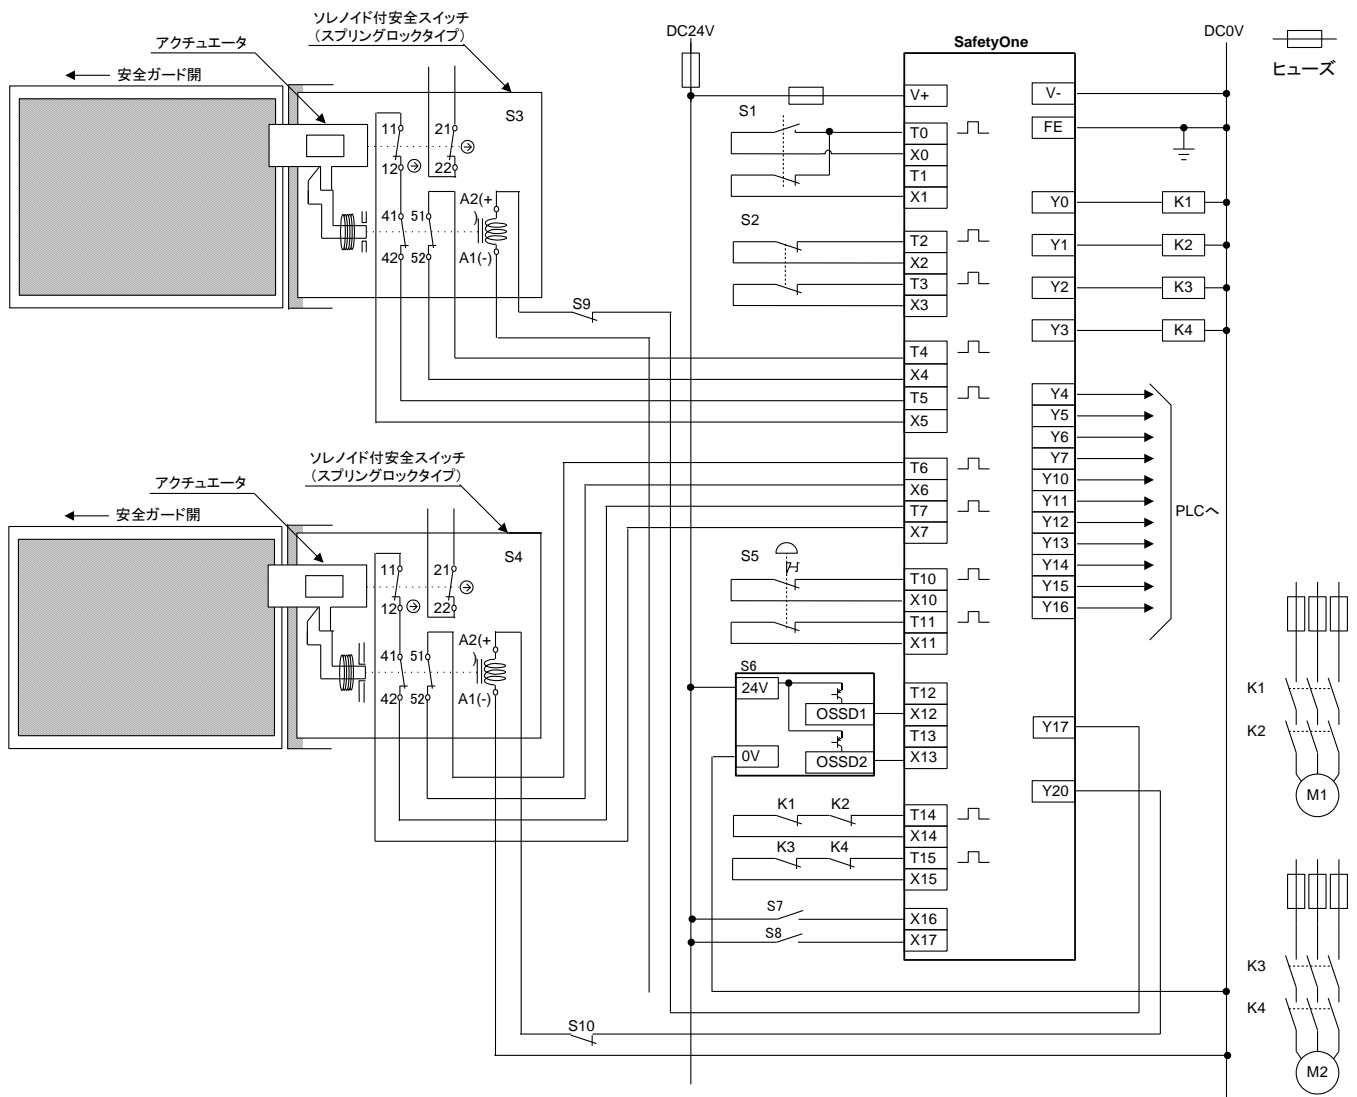 ソレノイド付安全スイッチ
(スプリングロックタイプ)
アクチュエータ
安全ガード開
S3
11
21
12
22
A2(+
)
41
51
42
52
A1(-)
S9
ソレノイド付安全スイッチ
(スプリングロックタイプ)
アクチュエータ
安全ガード開
S4
11
21
12
22
A2(+
)
41
51
42
52
A1(-)
S10
DC24V
SafetyOne
DC0V
ヒューズ
V+
V-
S1
T0
FE
X0
T1
X1
Y0
K1
S2
T2
Y1
K2
X2
T3
Y2
K3
X3
Y3
K4
T4
X4
T5
X5
Y4
Y5
Y6
Y7
Y10
Y11
Y12
Y13
Y14
Y15
Y16
PLCへ
T6
X6
T7
X7
S5
T10
X10
T11
X11
S6
24V
OSSD1
0V
OSSD2
T12
X12
T13
X13
Y17
Y20
K1
K2
T14
X14
K3
K4
T15
X15
S7
X16
S8
X17
K1
K2
M1
K3
K4
M2